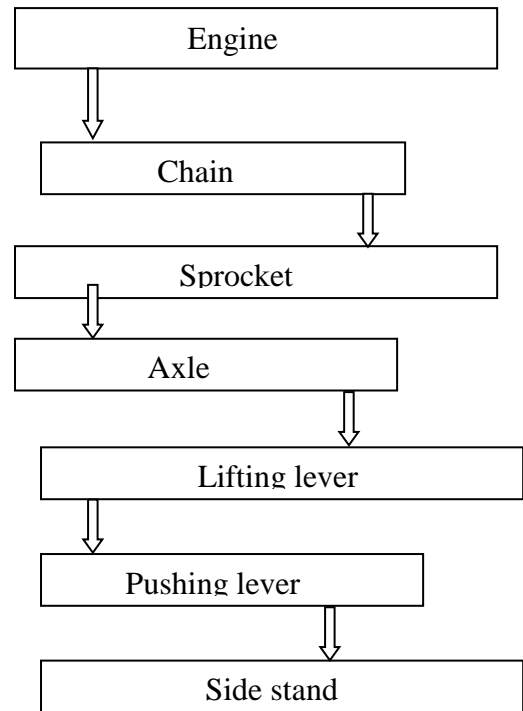 Engine
Chain
Sprocket
Axle
Lifting lever
Pushing lever
Side stand